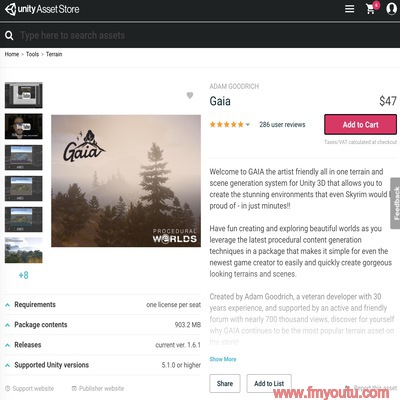 unity Asset Store
6
Type here to search assets
Home > Tools > Terrain
ADAM GOODRICH
Gaia
$47
286 user reviews
Add to Cart
Taxes/VAT calculated at checkout
You
Tube
Gaia
PROCEDURAL
WORLDS
+8
Welcome to GAIA the artist friendly all in one terrain and
scene generation system for Unity 3D that allows you to
create the stunning environments that even Skyrim would b
proud of - in just minutes!!
Feedback
Have fun creating and exploring beautiful worlds as you
leverage the latest procedural content generation
techniques in a package that makes it simple for even the
newest game creator to easily and quickly create gorgeous
looking terrains and scenes.
Created by Adam Goodrich, a veteran developer with 30
years experience, and supported by an active and friendly
forum with nearly 700 thousand views, discover for yourself
why GAIA continues to be the most popular terrain asset on
the store
Show More
Requirements
one license per seat
Package contents
903.2 MB
Releases
current ver. 1.6.1
Supported Unity versions
5.1.0 or higher
Support website
Publisher website
Share
Add to List
Report this asset
www.fmyoutu.com